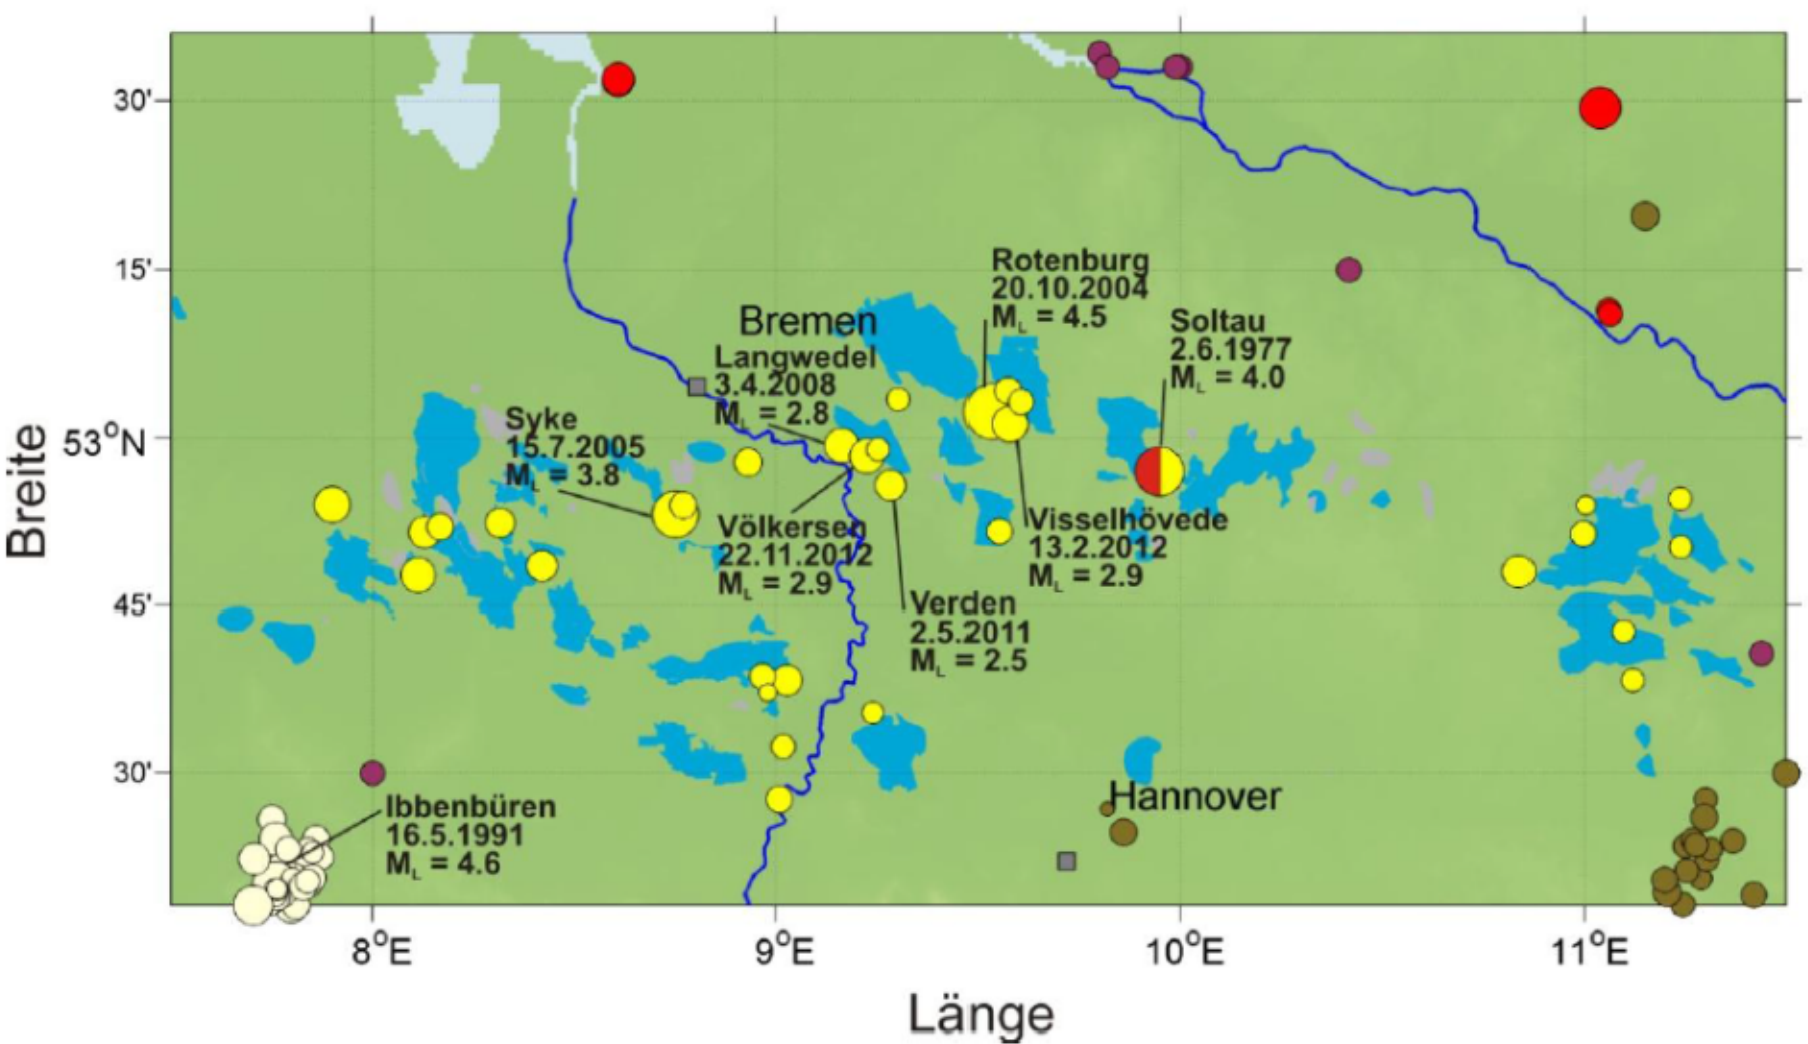 30'
15'
53°N
45'
30'
Breite
Rotenburg
20.10.2004
ML = 4.5
Soltau
2.6.1977
ML = 4.0
Bremen
Langwedel
3.4.2008
ML = 2.8
Syke
15.7.2005
ML = 3.8
Völkersen
22.11.2012
ML = 2.9
Visselhövede
13.2.2012
ML = 2.9
Verden
2.5.2011
ML = 2.5
Hannover
Ibbenbüren
16.5.1991
ML = 4.6
8°E
9°E
10°E
11°E
Länge